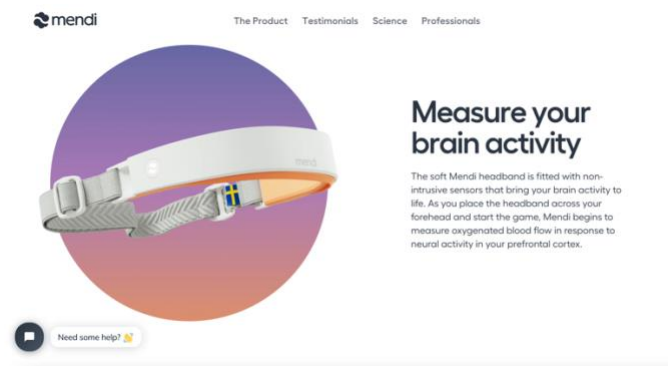 mendi
The Product Testimonials Science Professionals
Measure your
brain activity
The soft Mendi headband is fitted with non-
intrusive sensors that bring your brain activity to
life. As you place the headband across your
forehead and start the game, Mendi begins to
measure oxygenated blood flow in response to
neural activity in your prefrontal cortex.
mendi
Need some help? 👋